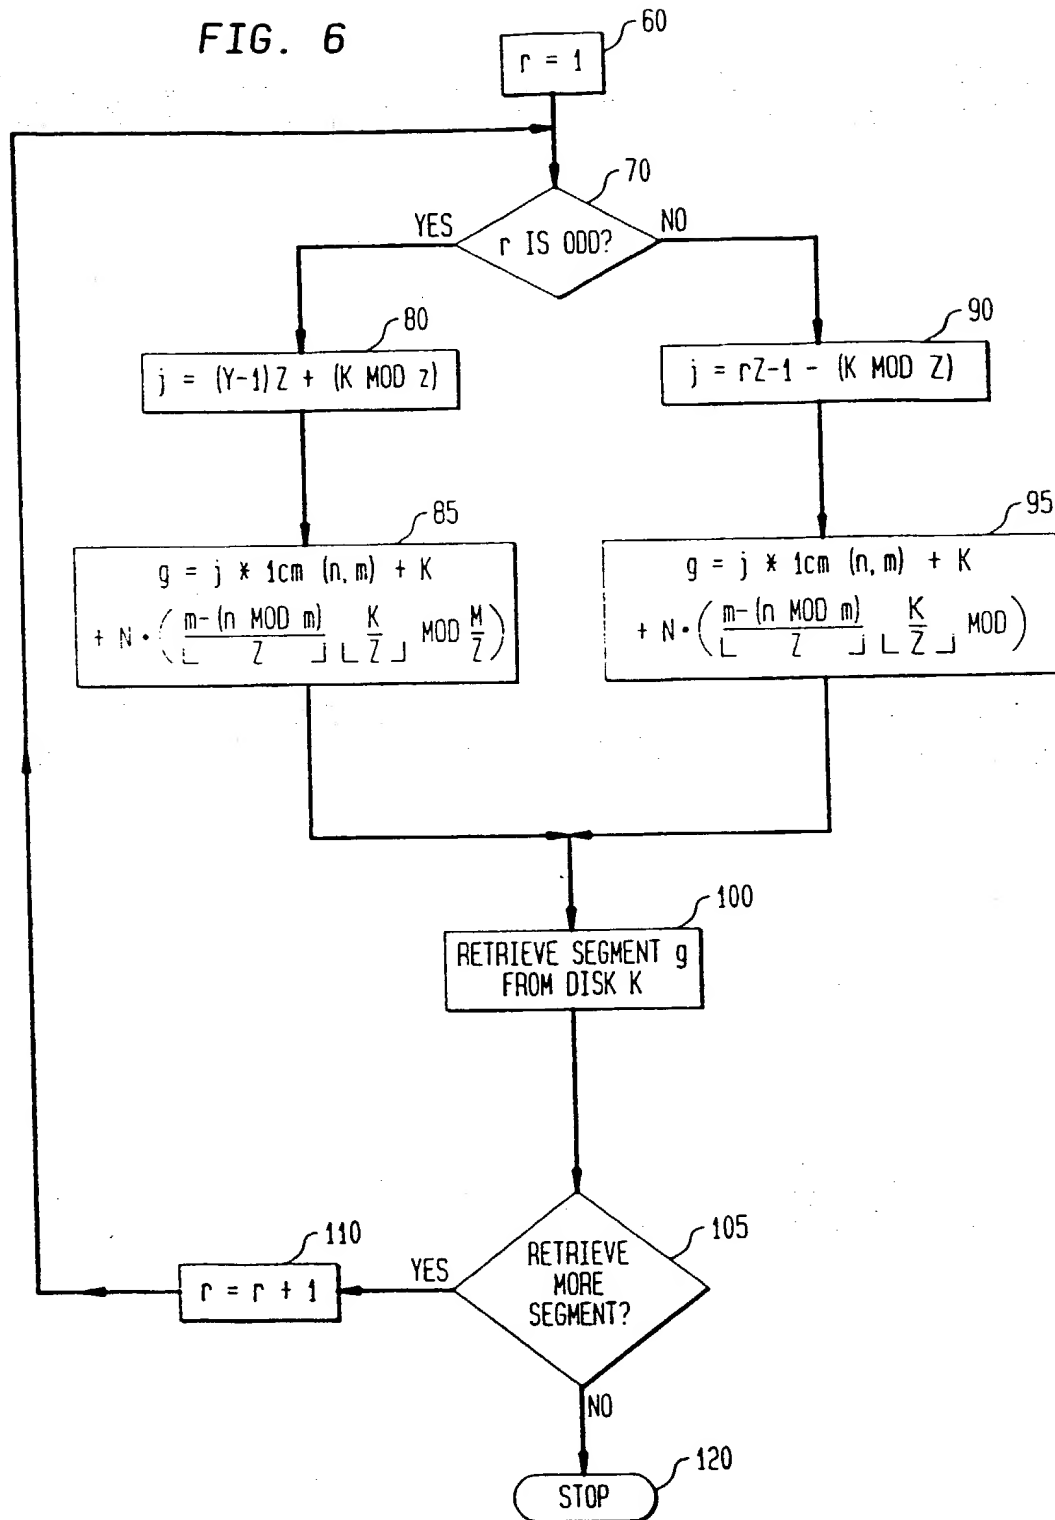 FIG. 6
60
r = 1
70
YES
r IS ODD?
NO
80
j = (Y-1)Z + (K MOD z)
90
j = rZ-1 - (K MOD Z)
85
g = j * 1cm (n, m) + K
+ N · ( ⌊ m-(n MOD m) / Z ⌋ ⌊ K / Z ⌋ MOD M / Z )
95
g = j * 1cm (n, m) + K
+ N · ( ⌊ m-(n MOD m) / Z ⌋ ⌊ K / Z ⌋ MOD )
100
RETRIEVE SEGMENT g
FROM DISK K
105
RETRIEVE
MORE
SEGMENT?
YES
110
r = r + 1
NO
120
STOP